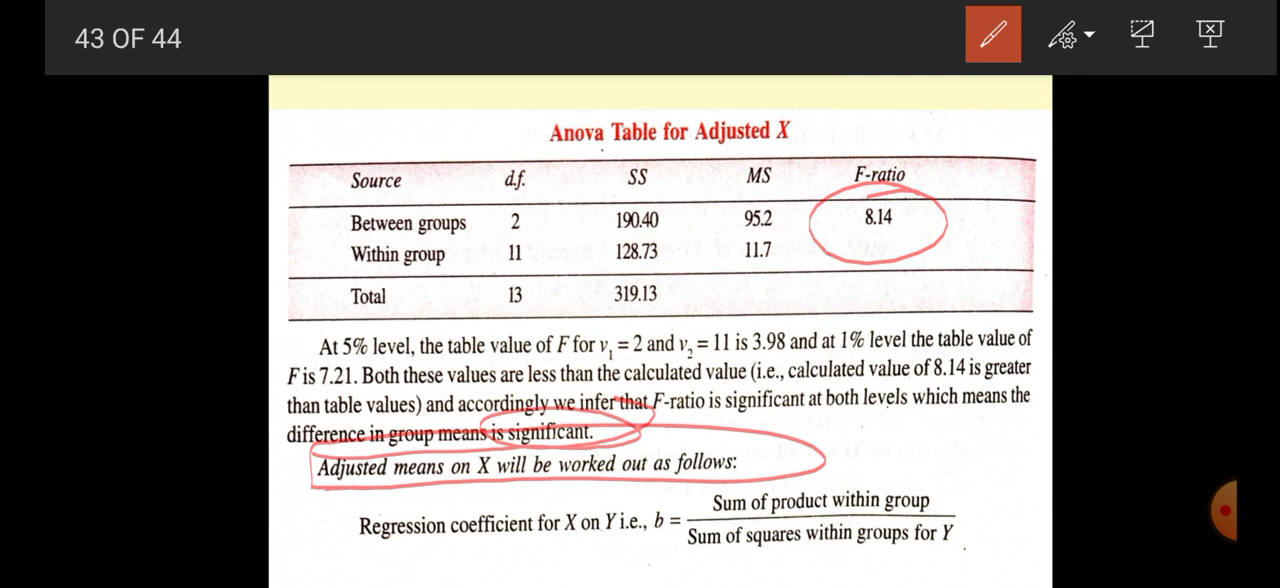 43 OF 44
Anova Table for Adjusted X
Source d.f. SS MS F-ratio
Between groups 2 190.40 95.2 8.14
Within group 11 128.73 11.7
Total 13 319.13
At 5% level, the table value of F for v₁ = 2 and v₂ = 11 is 3.98 and at 1% level the table value of
F is 7.21. Both these values are less than the calculated value (i.e., calculated value of 8.14 is greater
than table values) and accordingly we infer that F-ratio is significant at both levels which means the
difference in group means is significant.
Adjusted means on X will be worked out as follows:
Regression coefficient for X on Y i.e., b = Sum of product within group
Sum of squares within groups for Y